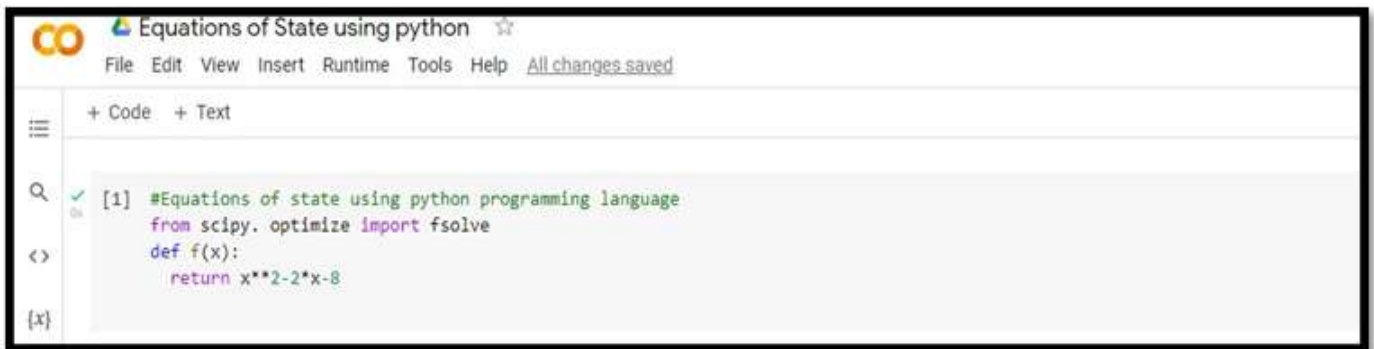 CO
Equations of State using python
File Edit View Insert Runtime Tools Help All changes saved
+ Code + Text
[1] #Equations of state using python programming language
from scipy. optimize import fsolve
def f(x):
return x**2-2*x-8
<>
{x}